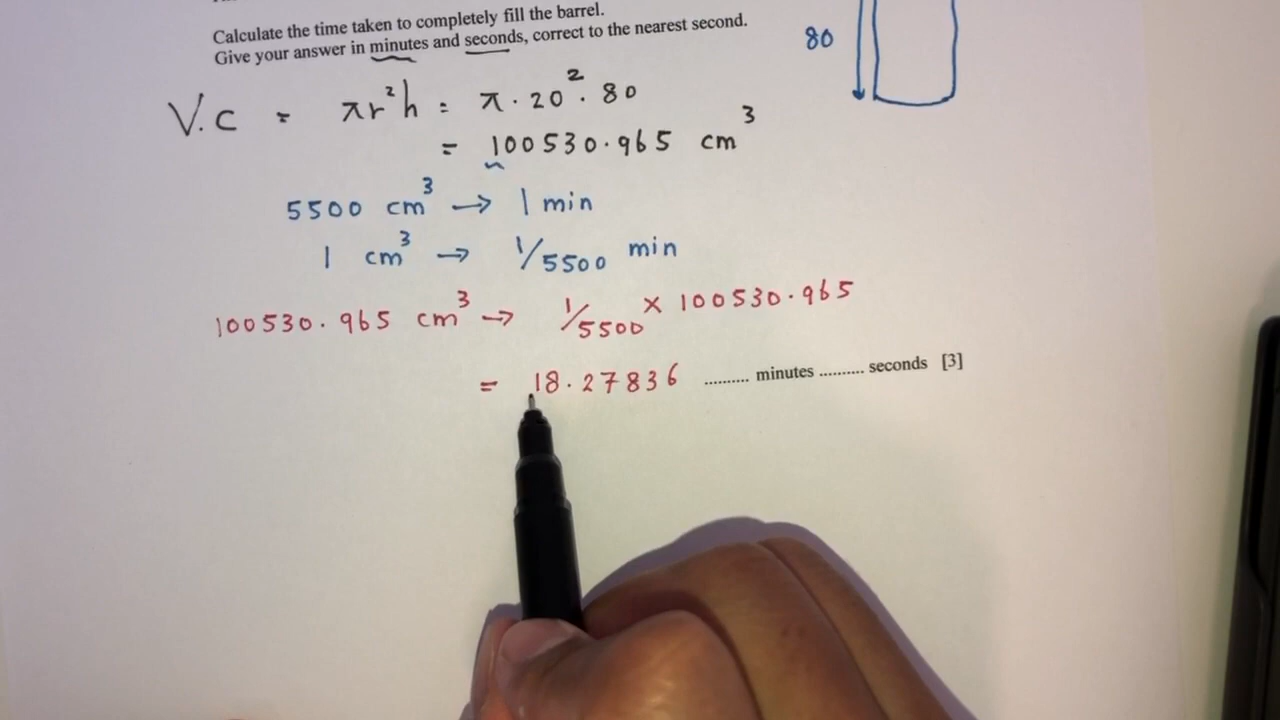 Calculate the time taken to completely fill the barrel.
Give your answer in minutes and seconds, correct to the nearest second.
80
V.C = πr²h = π · 20² · 80
= 100530.965 cm³
5500 cm³ → 1 min
1 cm³ → 1/5500 min
100530.965 cm³ → 1/5500 × 100530.965
= 18.27836
.......... minutes .......... seconds [3]